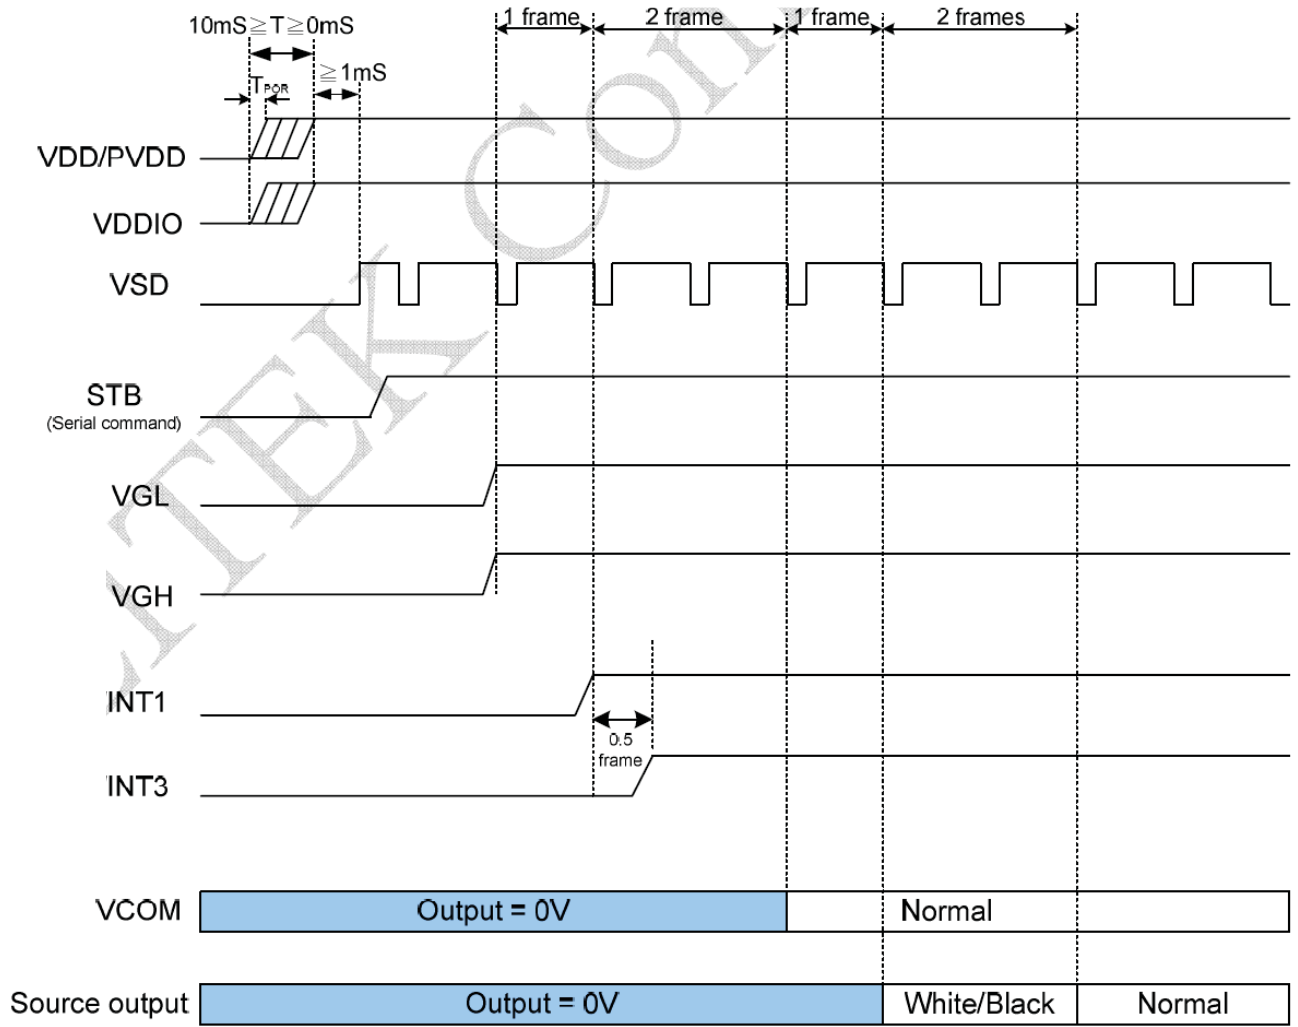 1 frame
2 frame
1 frame
2 frames
10mS≧T≧0mS
≧1mS
TPOR
VDD/PVDD
VDDIO
VSD
STB
(Serial command)
VGL
VGH
INT1
0.5
frame
INT3
VCOM
Output = 0V
Normal
Source output
Output = 0V
White/Black
Normal